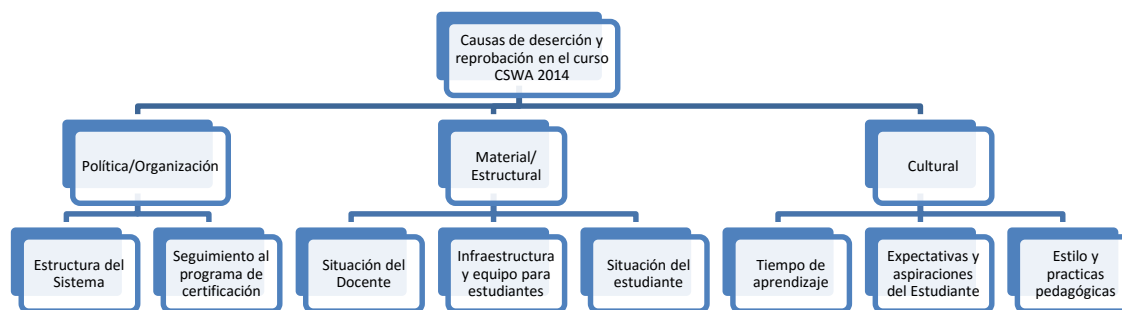 Causas de deserción y
reprobación en el curso
CSWA 2014
Política/Organización
Material/
Estructural
Cultural
Estructura del
Sistema
Seguimiento al
programa de
certificación
Situación del
Docente
Infraestructura
y equipo para
estudiantes
Situación del
estudiante
Tiempo de
aprendizaje
Expectativas y
aspiraciones
del Estudiante
Estilo y
practicas
pedagógicas